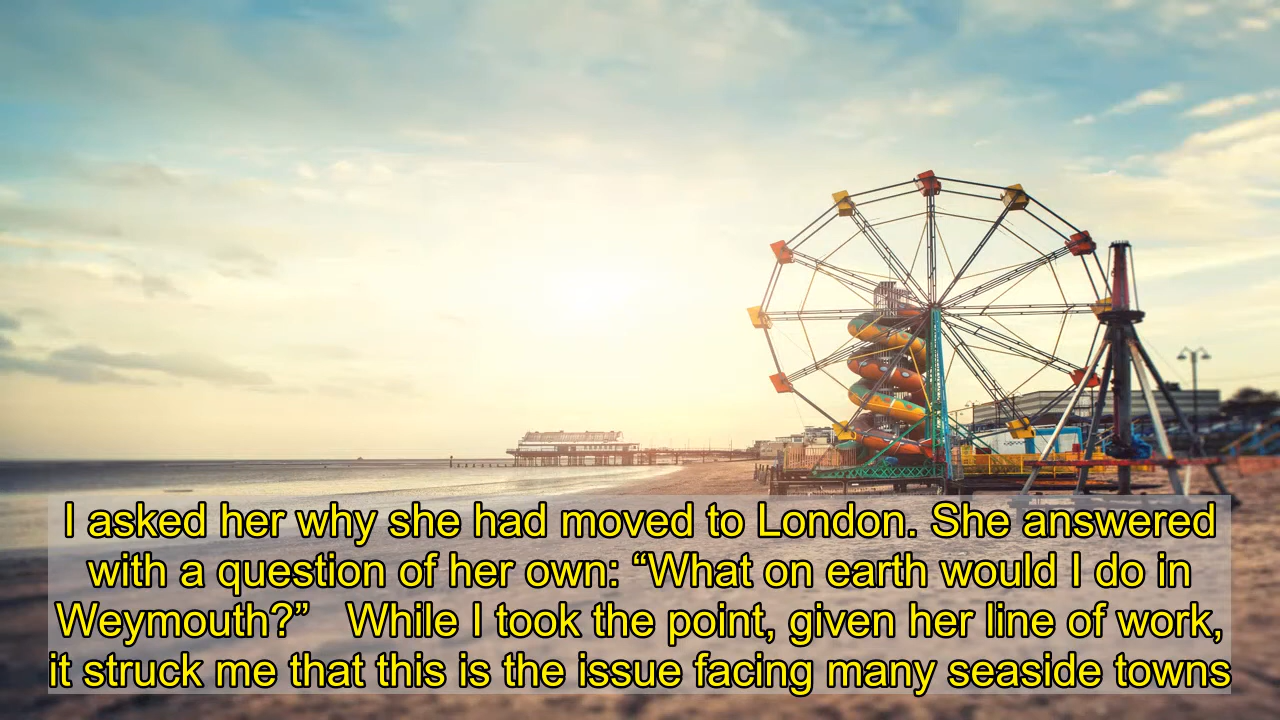 I asked her why she had moved to London. She answered
with a question of her own: “What on earth would I do in
Weymouth?”   While I took the point, given her line of work,
it struck me that this is the issue facing many seaside towns